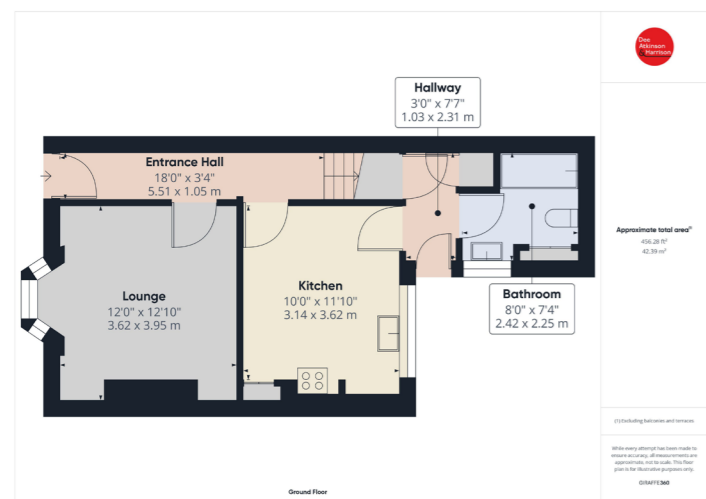 Dee
Atkinson
& Harrison
Hallway
3'0" x 7'7"
1.03 x 2.31 m
Entrance Hall
18'0" x 3'4"
5.51 x 1.05 m
Lounge
12'0" x 12'10"
3.62 x 3.95 m
Kitchen
10'0" x 11'10"
3.14 x 3.62 m
Bathroom
8'0" x 7'4"
2.42 x 2.25 m
Ground Floor
Approximate total area⁽¹⁾
456.28 ft²
42.39 m²
(1) Excluding balconies and terraces
While every attempt has been made to
ensure accuracy, all measurements are
approximate, not to scale. This floor
plan is for illustrative purposes only.
GIRAFFE360